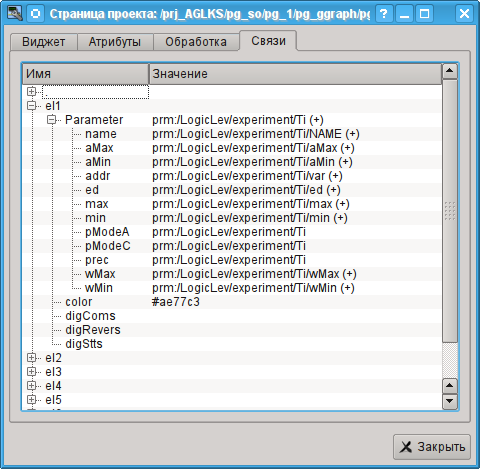 Страница проекта: /prj_AGLKS/pg_so/pg_1/pg_ggraph/pg
Виджет Атрибуты Обработка Связи
Имя Значение
.
el1
Parameter prm:/LogicLev/experiment/Ti (+)
name prm:/LogicLev/experiment/Ti/NAME (+)
aMax prm:/LogicLev/experiment/Ti/aMax (+)
aMin prm:/LogicLev/experiment/Ti/aMin (+)
addr prm:/LogicLev/experiment/Ti/var (+)
ed prm:/LogicLev/experiment/Ti/ed (+)
max prm:/LogicLev/experiment/Ti/max (+)
min prm:/LogicLev/experiment/Ti/min (+)
pModeA prm:/LogicLev/experiment/Ti
pModeC prm:/LogicLev/experiment/Ti
prec prm:/LogicLev/experiment/Ti
wMax prm:/LogicLev/experiment/Ti/wMax (+)
wMin prm:/LogicLev/experiment/Ti/wMin (+)
color #ae77c3
digComs
digRevers
digStts
el2
el3
el4
el5
Закрыть